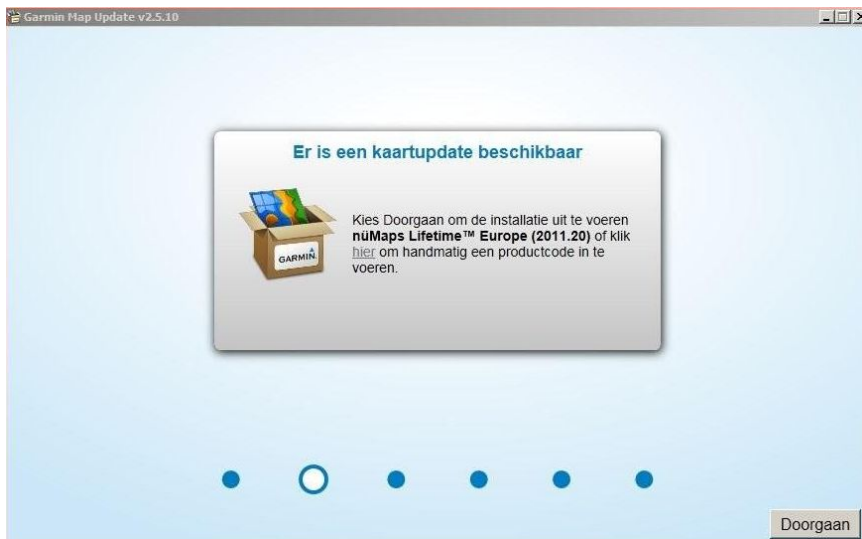 Garmin Map Update v2.5.10
Er is een kaartupdate beschikbaar
Kies Doorgaan om de installatie uit te voeren
nüMaps Lifetime™ Europe (2011.20) of klik
hier om handmatig een productcode in te
voeren.
GARMIN
Doorgaan